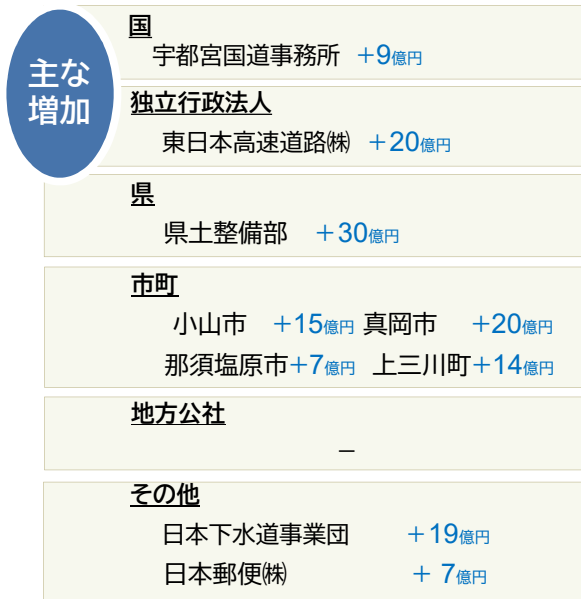 主な
増加
国
宇都宮国道事務所 +9億円
独立行政法人
東日本高速道路㈱ +20億円
県
県土整備部 +30億円
市町
小山市 +15億円 真岡市 +20億円
那須塩原市+7億円 上三川町+14億円
地方公社
－
その他
日本下水道事業団 +19億円
日本郵便㈱ + 7億円